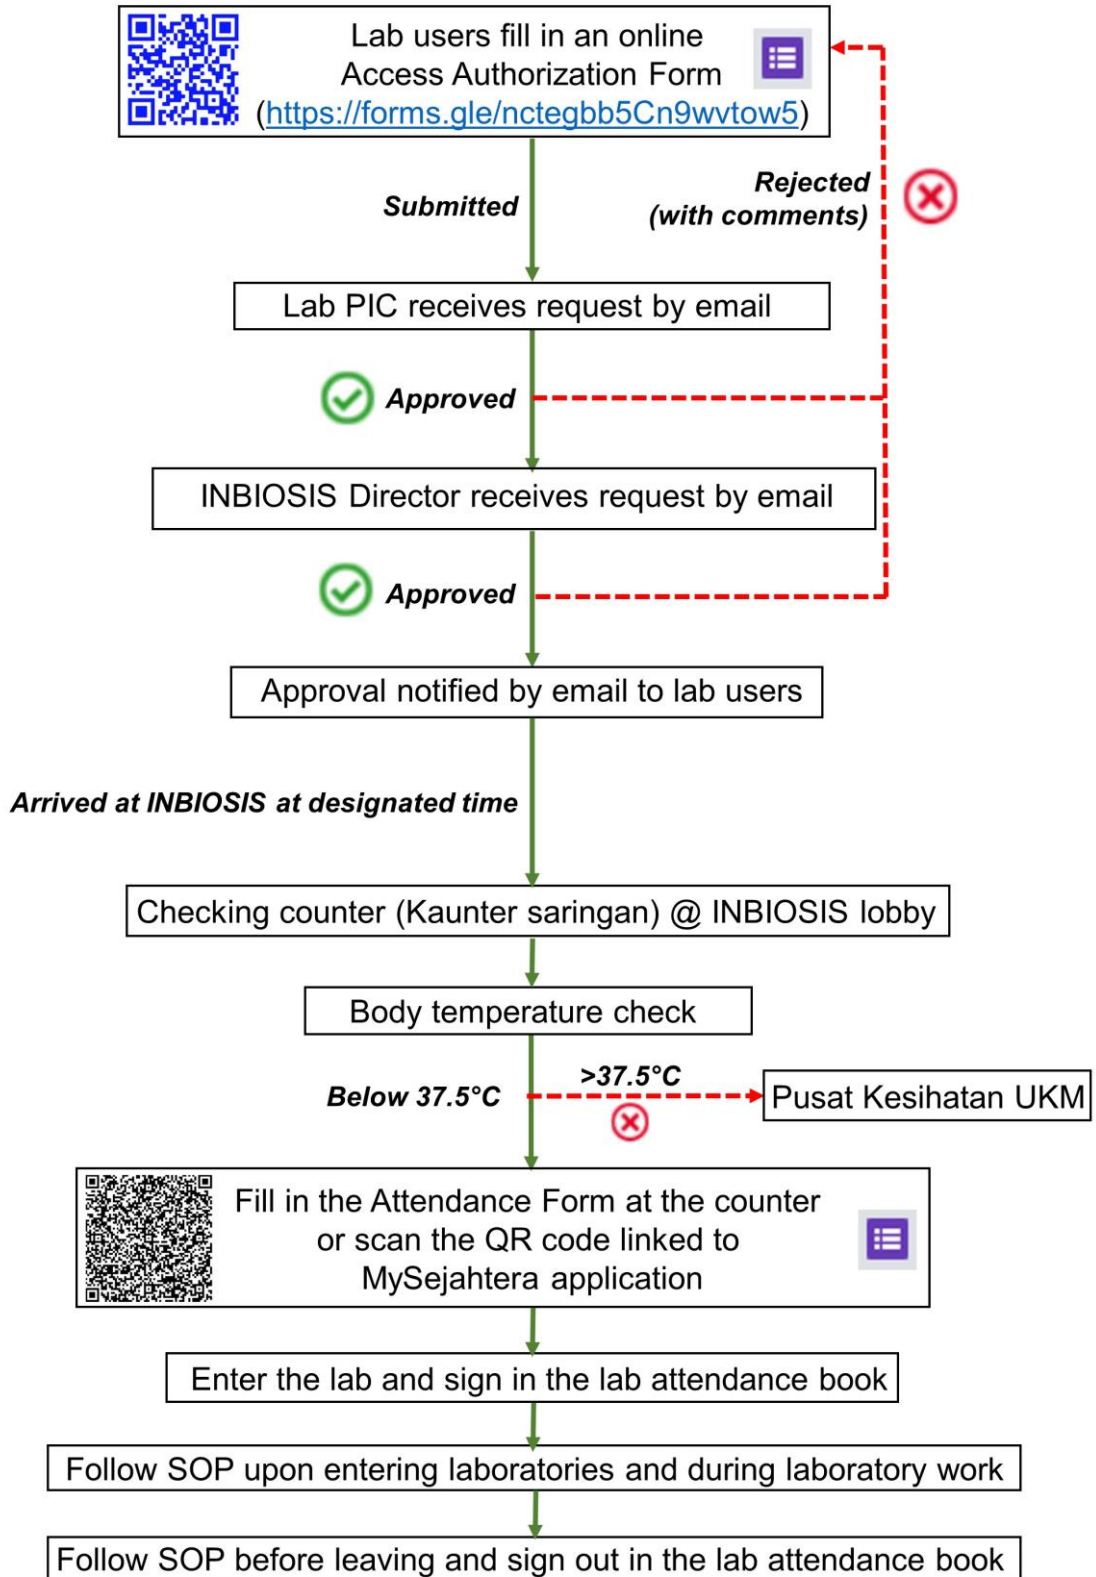 Lab users fill in an online
Access Authorization Form
(https://forms.gle/nctegbb5Cn9wvtow5)
Submitted
Rejected
(with comments)
Lab PIC receives request by email
Approved
INBIOSIS Director receives request by email
Approved
Approval notified by email to lab users
Arrived at INBIOSIS at designated time
Checking counter (Kaunter saringan) @ INBIOSIS lobby
Body temperature check
Below 37.5°C
>37.5°C
Pusat Kesihatan UKM
Fill in the Attendance Form at the counter
or scan the QR code linked to
MySejahtera application
Enter the lab and sign in the lab attendance book
Follow SOP upon entering laboratories and during laboratory work
Follow SOP before leaving and sign out in the lab attendance book